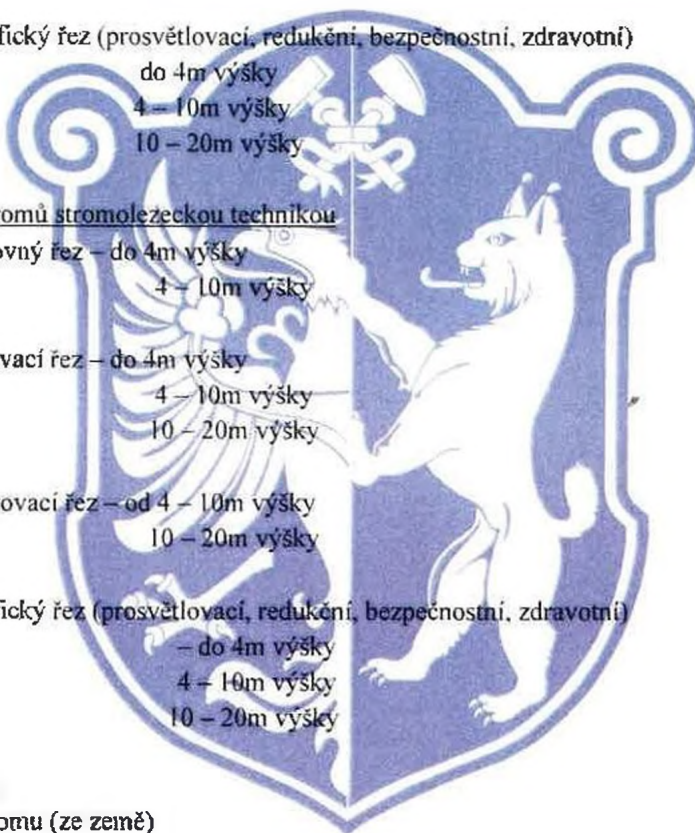 fický řez (prosvětlovací, redukční, bezpečnostní, zdravotní)
do 4m výšky
4 – 10m výšky
10 – 20m výšky
romů stromolezeckou technikou
ovný řez – do 4m výšky
4 – 10m výšky
vací řez – do 4m výšky
4 – 10m výšky
10 – 20m výšky
ovací řez – od 4 – 10m výšky
10 – 20m výšky
fický řez (prosvětlovací, redukční, bezpečnostní, zdravotní)
– do 4m výšky
4 – 10m výšky
10 – 20m výšky
omu (ze země)